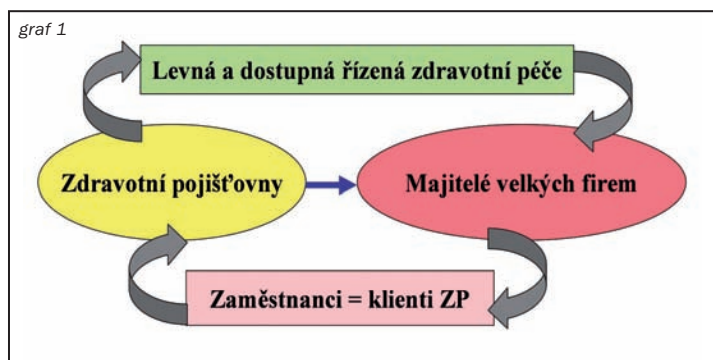 graf 1
Levná a dostupná řízená zdravotní péče
Zdravotní pojišťovny
Majitelé velkých firem
Zaměstnanci = klienti ZP